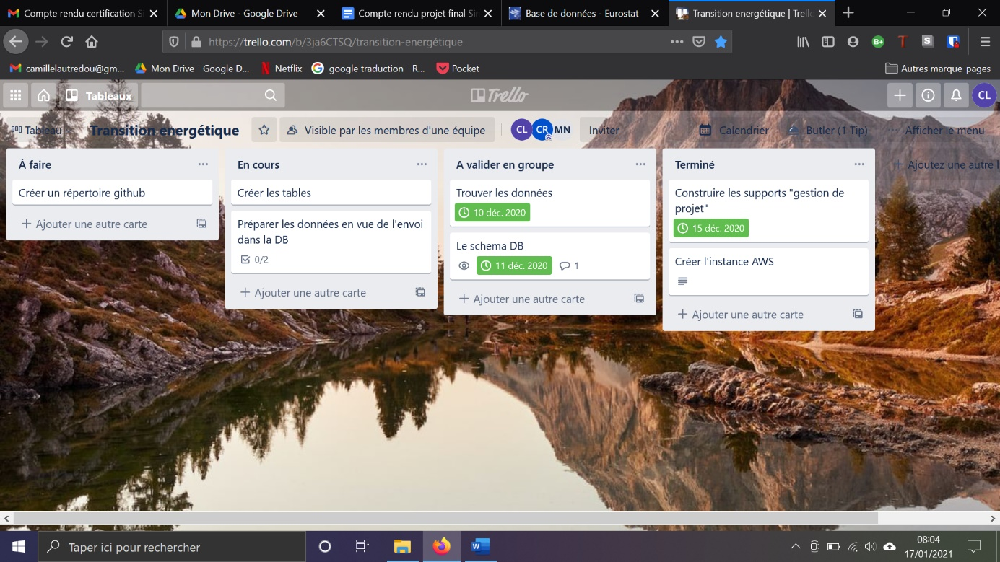 Compte rendu certification Si
Mon Drive - Google Drive
Compte rendu projet final Sim
Base de données - Eurostat
Transition energétique | Trello
https://trello.com/b/3ja6CTSQ/transition-energétique
camillelautredou@gm...
Mon Drive - Google D...
Netflix
google traduction - R...
Pocket
Autres marque-pages
Tableaux
Trello
CL
Tableau
Transition energétique
Visible par les membres d'une équipe
CL
CR
MN
Inviter
Calendrier
Butler (1 Tip)
Afficher le menu
À faire
Créer un répertoire github
Ajouter une autre carte
En cours
Créer les tables
Préparer les données en vue de l'envoi
dans la DB
0/2
Ajouter une autre carte
A valider en groupe
Trouver les données
10 déc. 2020
Le schema DB
11 déc. 2020
1
Ajouter une autre carte
Terminé
Construire les supports "gestion de
projet"
15 déc. 2020
Créer l'instance AWS
Ajouter une autre carte
Ajoutez une autre l
Taper ici pour rechercher
08:04
17/01/2021